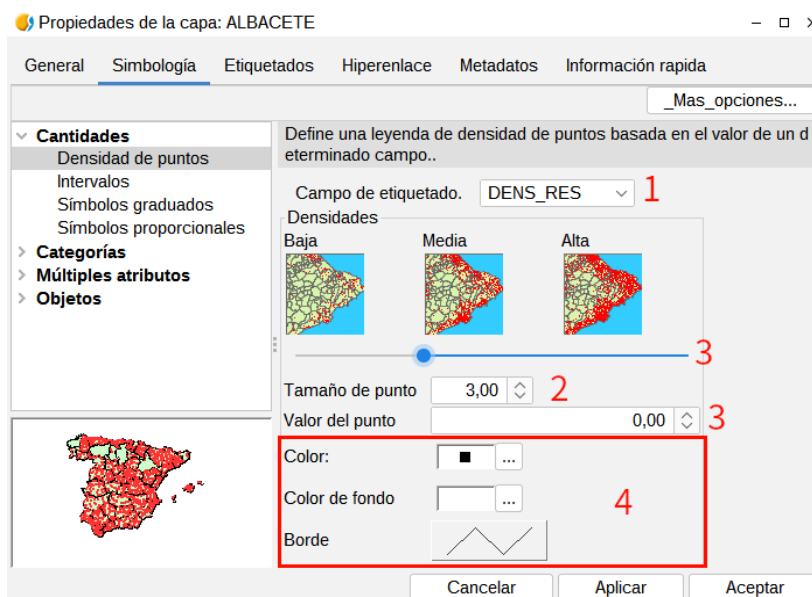 Propiedades de la capa: ALBACETE
General Simbología Etiquetados Hiperenlace Metadatos Información rapida
_Mas_opciones...
Cantidades
Densidad de puntos
Intervalos
Símbolos graduados
Símbolos proporcionales
Categorías
Múltiples atributos
Objetos
Define una leyenda de densidad de puntos basada en el valor de un d
eterminado campo..
Campo de etiquetado. DENS_RES 1
Densidades
Baja Media Alta
3
Tamaño de punto 3,00 2
Valor del punto 0,00 3
Color: ...
Color de fondo ... 4
Borde
Cancelar Aplicar Aceptar